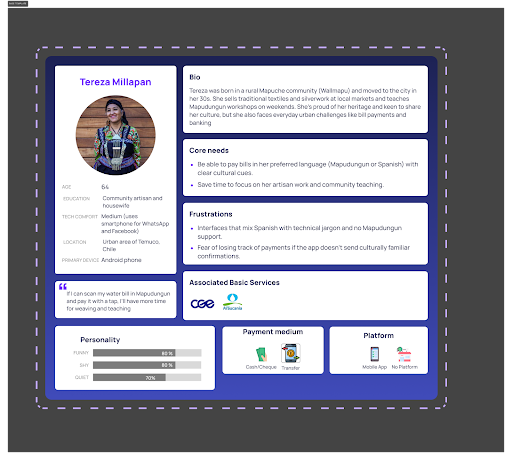 Tereza Millapan
AGE
64
EDUCATION
Community artisan and
housewife
TECH COMFORT
Medium (uses
smartphone for WhatsApp
and Facebook)
LOCATION
Urban area of Temuco,
Chile
PRIMARY DEVICE
Android phone
If I can scan my water bill in Mapudungun
and pay it with a tap, I'll have more time
for weaving and teaching
Bio
Tereza was born in a rural Mapuche community (Wallmapu) and moved to the city in
her 30s. She sells traditional textiles and silverwork at local markets and teaches
Mapudungun workshops on weekends. She's proud of her heritage and keen to share
her culture, but she also faces everyday urban challenges like bill payments and
banking
Core needs
Be able to pay bills in her preferred language (Mapudungun or Spanish) with
clear cultural cues.
Save time to focus on her artisan work and community teaching.
Frustrations
Interfaces that mix Spanish with technical jargon and no Mapudungun
support.
Fear of losing track of payments if the app doesn't send culturally familiar
confirmations.
Associated Basic Services
CGE
Personality
FUNNY
80 %
SHY
80 %
QUIET
70%
Payment medium
Cash/Cheque
Transfer
Platform
Mobile App
No Platform